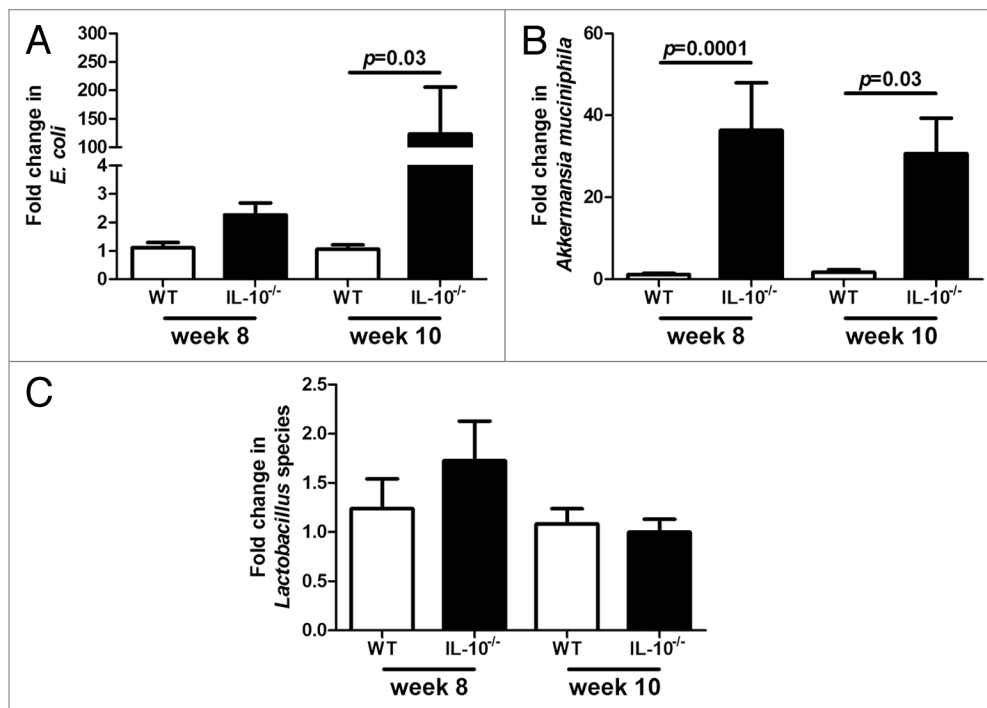 A
Fold change in
E. coli
300
250
200
150
100
4
3
2
1
0
p=0.03
WT
IL-10-/-
WT
IL-10-/-
week 8
week 10
B
Fold change in
Akkermansia muciniphila
60
40
20
0
p=0.0001
p=0.03
WT
IL-10-/-
WT
IL-10-/-
week 8
week 10
C
Fold change in
Lactobacillus species
2.5
2.0
1.5
1.0
0.5
0.0
WT
IL-10-/-
WT
IL-10-/-
week 8
week 10